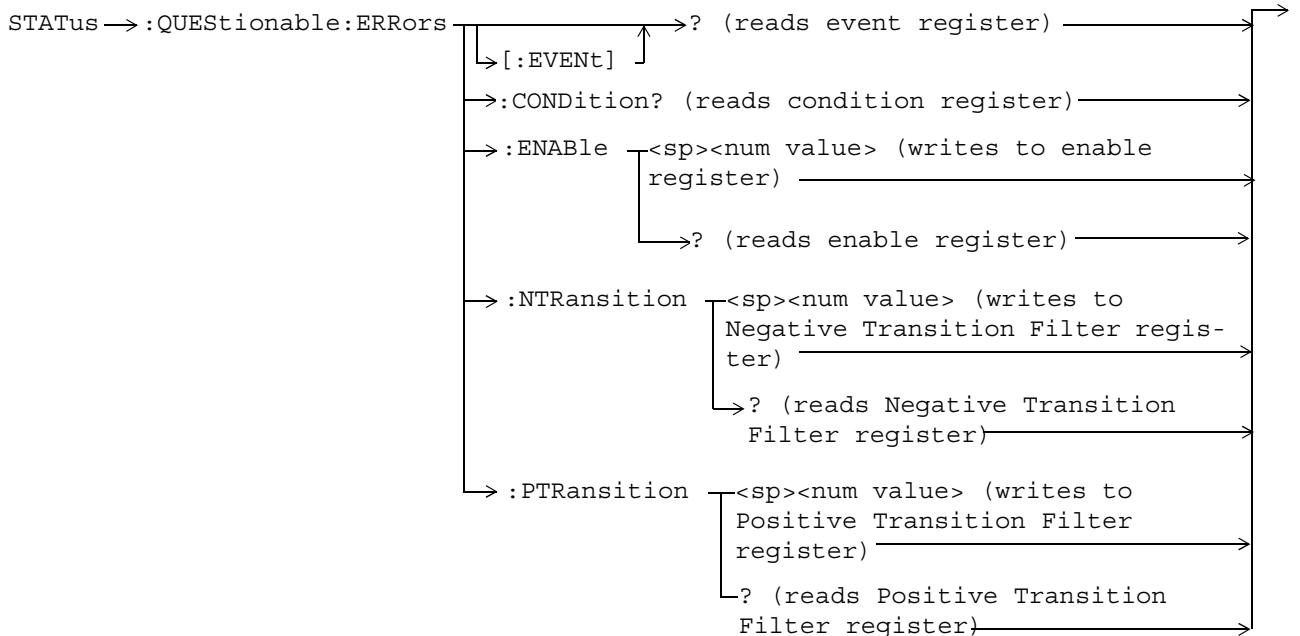 STATus :QUEStionable:ERRors ? (reads event register)
[:EVENt]
:CONDition? (reads condition register)
:ENABle <sp><num value> (writes to enable
register)
? (reads enable register)
:NTRansition <sp><num value> (writes to
Negative Transition Filter regis-
ter)
? (reads Negative Transition
Filter register)
:PTRansition <sp><num value> (writes to
Positive Transition Filter
register)
? (reads Positive Transition
Filter register)